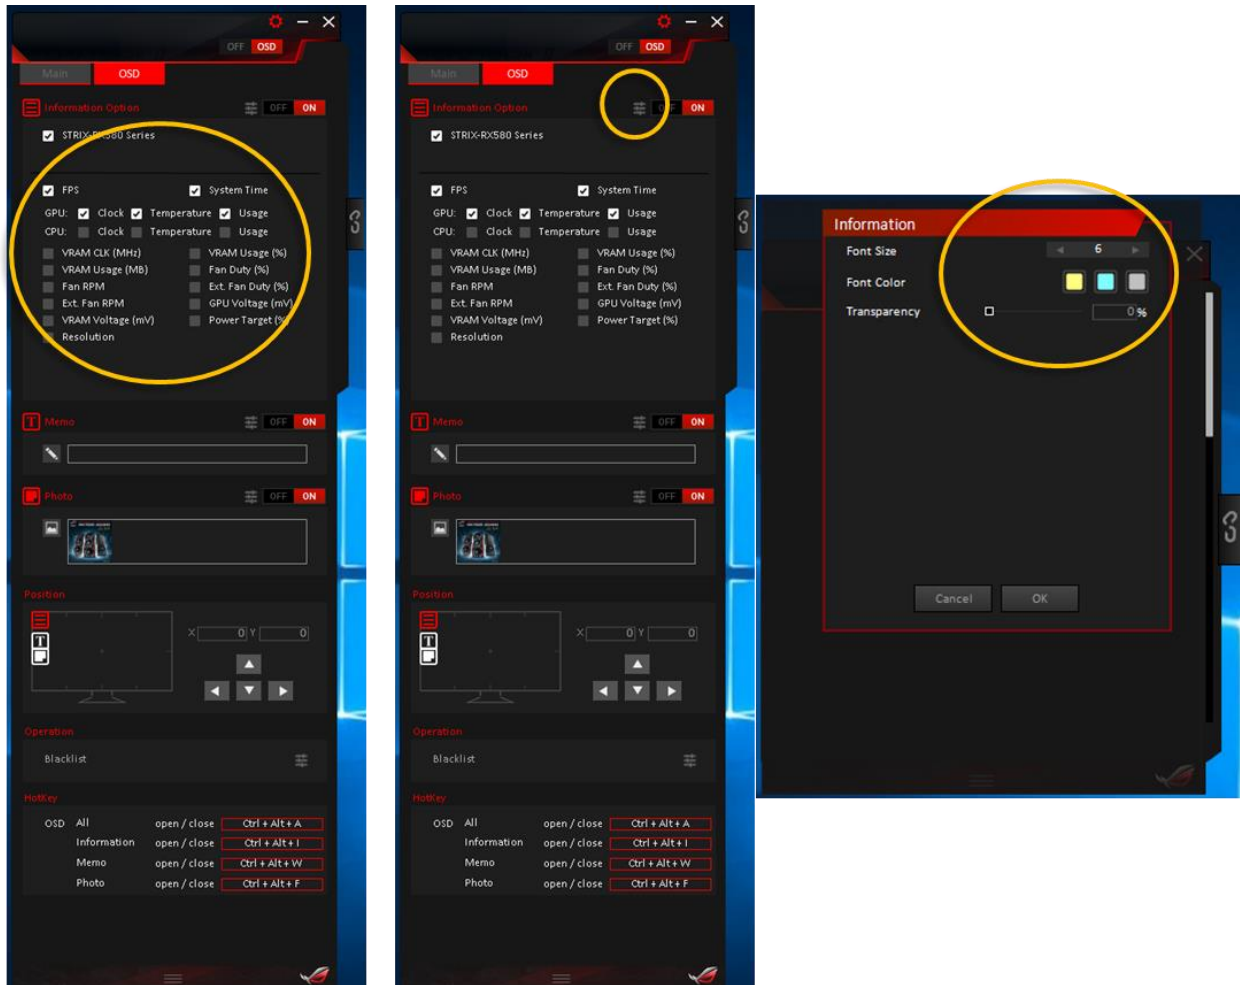 OFF OSD
Main OSD
Information Option OFF ON
STRIX-RX580 Series
FPS System Time
GPU: Clock Temperature Usage
CPU: Clock Temperature Usage
VRAM CLK (MHz) VRAM Usage (%)
VRAM Usage (MB) Fan Duty (%)
Fan RPM Ext. Fan Duty (%)
Ext. Fan RPM GPU Voltage (mV)
VRAM Voltage (mV) Power Target (%)
Resolution
T Memo OFF ON
Photo OFF ON
Position
T
X 0 Y 0
Operation
Blacklist
HotKey
OSD All open / close Ctrl + Alt + A
Information open / close Ctrl + Alt + I
Memo open / close Ctrl + Alt + W
Photo open / close Ctrl + Alt + F
OFF OSD
Main OSD
Information Option OFF ON
STRIX-RX580 Series
FPS System Time
GPU: Clock Temperature Usage
CPU: Clock Temperature Usage
VRAM CLK (MHz) VRAM Usage (%)
VRAM Usage (MB) Fan Duty (%)
Fan RPM Ext. Fan Duty (%)
Ext. Fan RPM GPU Voltage (mV)
VRAM Voltage (mV) Power Target (%)
Resolution
T Memo OFF ON
Photo OFF ON
Position
T
X 0 Y 0
Operation
Blacklist
HotKey
OSD All open / close Ctrl + Alt + A
Information open / close Ctrl + Alt + I
Memo open / close Ctrl + Alt + W
Photo open / close Ctrl + Alt + F
Information
Font Size 6
Font Color
Transparency 0 %
Cancel OK